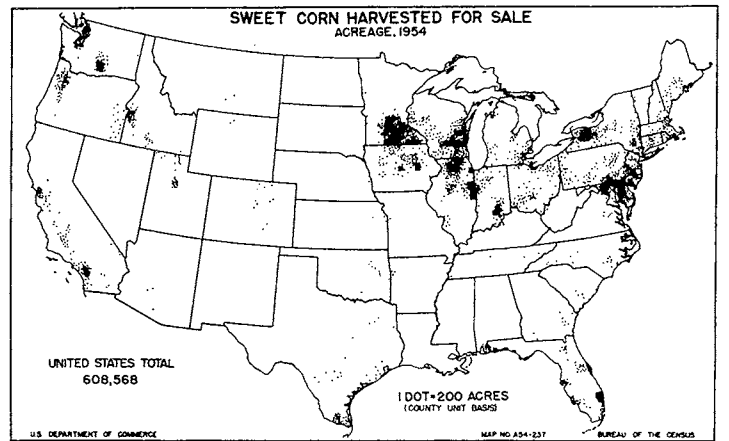 SWEET CORN HARVESTED FOR SALE
ACREAGE, 1954
UNITED STATES TOTAL
608,568
1 DOT=200 ACRES
(COUNTY UNIT BASIS)
U.S. DEPARTMENT OF COMMERCE
MAP NO. A54-237
BUREAU OF THE CENSUS